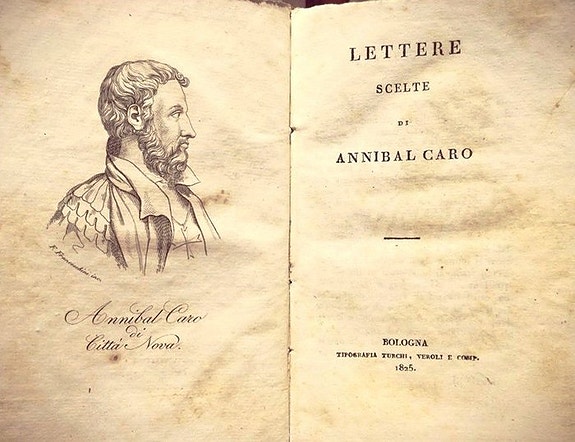 Annibal Caro
di
Città Nova.
LETTERE
SCELTE
DI
ANNIBAL CARO
BOLOGNA
TIPOGRAFIA TURCHI, VEROLI E COMP.
1825.